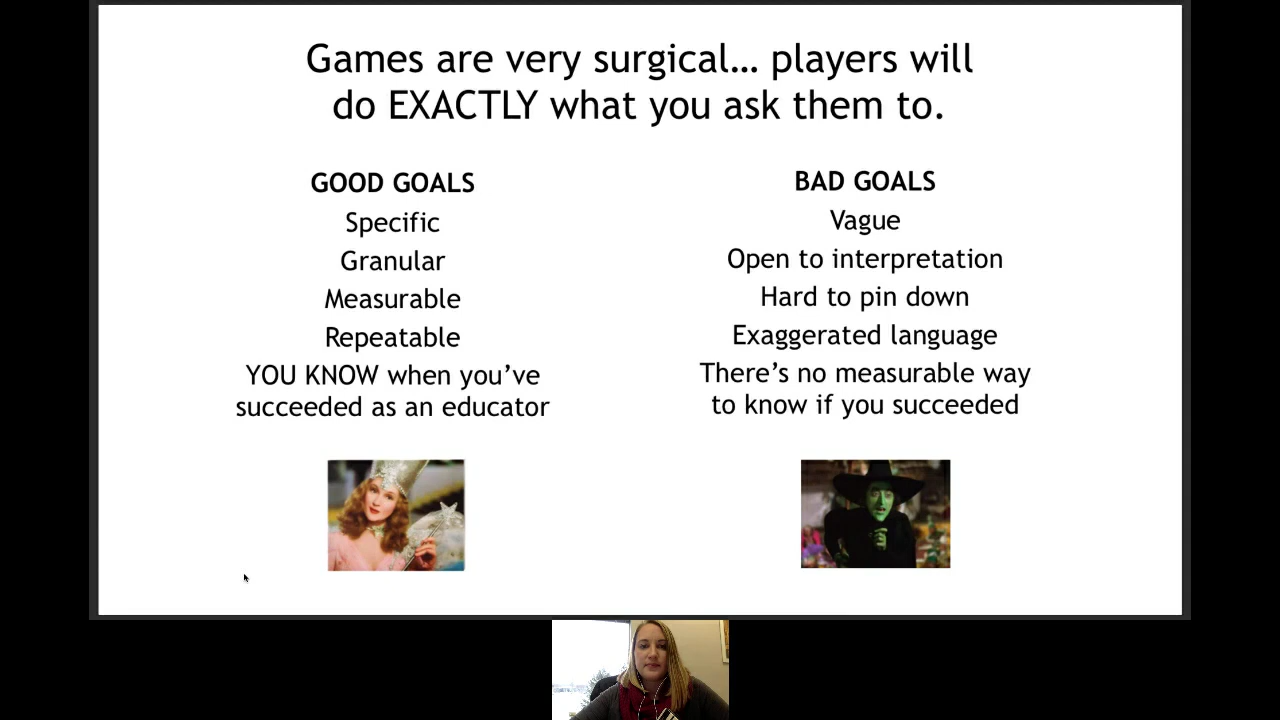 Games are very surgical… players will
do EXACTLY what you ask them to.
GOOD GOALS
Specific
Granular
Measurable
Repeatable
YOU KNOW when you’ve
succeeded as an educator
BAD GOALS
Vague
Open to interpretation
Hard to pin down
Exaggerated language
There’s no measurable way
to know if you succeeded